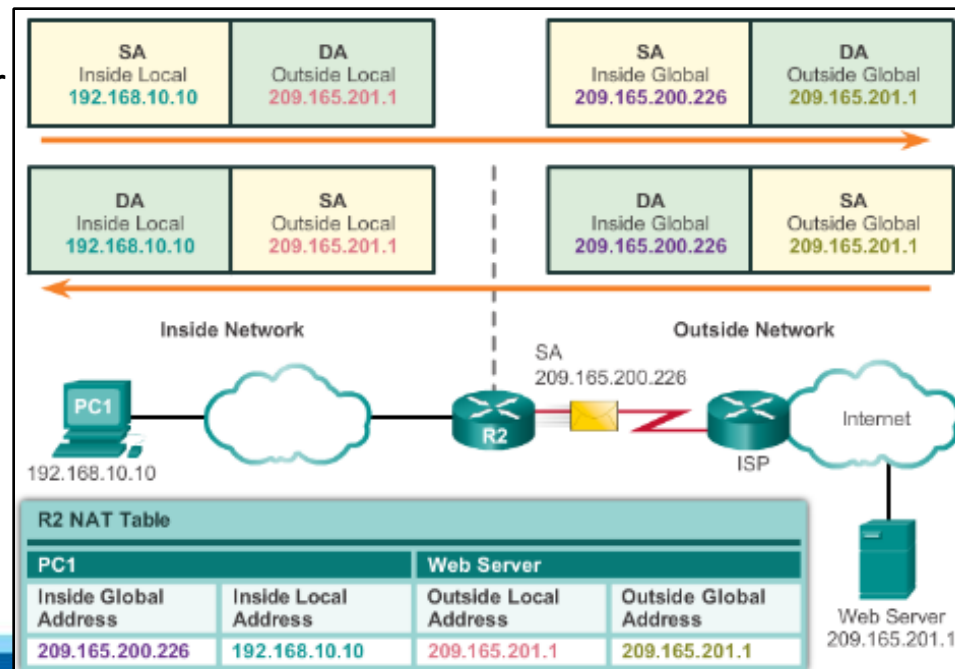 r
SA DA SA DA
Inside Local Outside Local Inside Global Outside Global
192.168.10.10 209.165.201.1 209.165.200.226 209.165.201.1
DA SA DA SA
Inside Local Outside Local Inside Global Outside Global
192.168.10.10 209.165.201.1 209.165.200.226 209.165.201.1
Inside Network Outside Network
SA
209.165.200.226
PC1 R2 Internet
192.168.10.10 ISP
R2 NAT Table
PC1 Web Server
Inside Global Inside Local Outside Local Outside Global
Address Address Address Address
209.165.200.226 192.168.10.10 209.165.201.1 209.165.201.1
Web Server
209.165.201.1